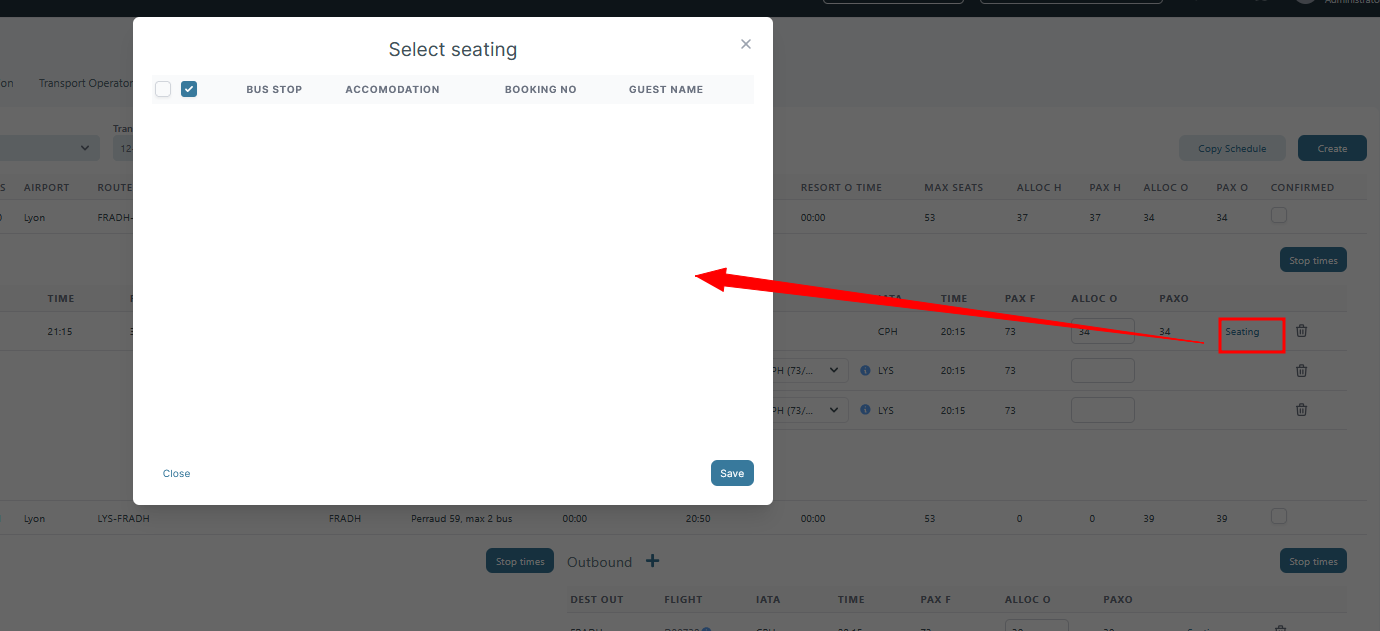 Administrato
on Transport Operator
Select seating
BUS STOP ACCOMODATION BOOKING NO GUEST NAME
Tran
12
Copy Schedule Create
S AIRPORT ROUTE RESORT O TIME MAX SEATS ALLOC H PAX H ALLOC O PAX O CONFIRMED
Lyon FRADH- 00:00 53 37 37 34 34
Stop times
TIME IATA TIME PAX F ALLOC O PAXO
21:15 CPH 20:15 73 34 34 Seating
PH (73/... LYS 20:15 73
PH (73/... LYS 20:15 73
Close Save
Lyon LYS-FRADH FRADH Perraud 59, max 2 bus 00:00 20:50 00:00 53 0 0 39 39
Stop times Outbound Stop times
DEST OUT FLIGHT IATA TIME PAX F ALLOC O PAXO